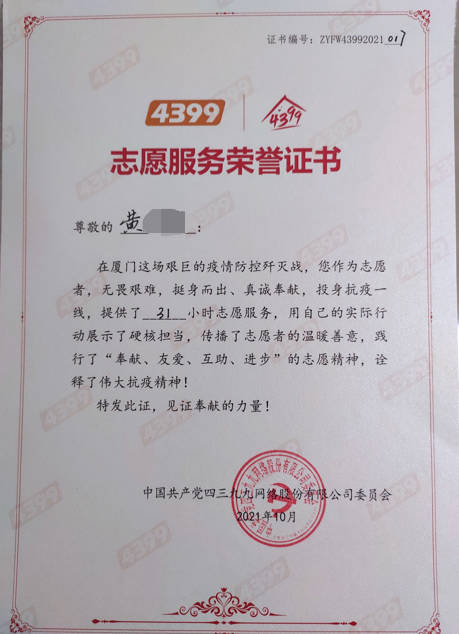 证书编号：ZYFW43992021 017
4399 4399
志愿服务荣誉证书
尊敬的 黄 ：
在厦门这场艰巨的疫情防控歼灭战，您作为志愿
者，无畏艰难，挺身而出、真诚奉献，投身抗疫一
线，提供了 31 小时志愿服务，用自己的实际行
动展示了硬核担当，传播了志愿者的温暖善意，践
行了“奉献、友爱、互助、进步”的志愿精神，诠
释了伟大抗疫精神！
特发此证，见证奉献的力量！
中国共产党四三九九网络股份有限公司委员会
2021年10月